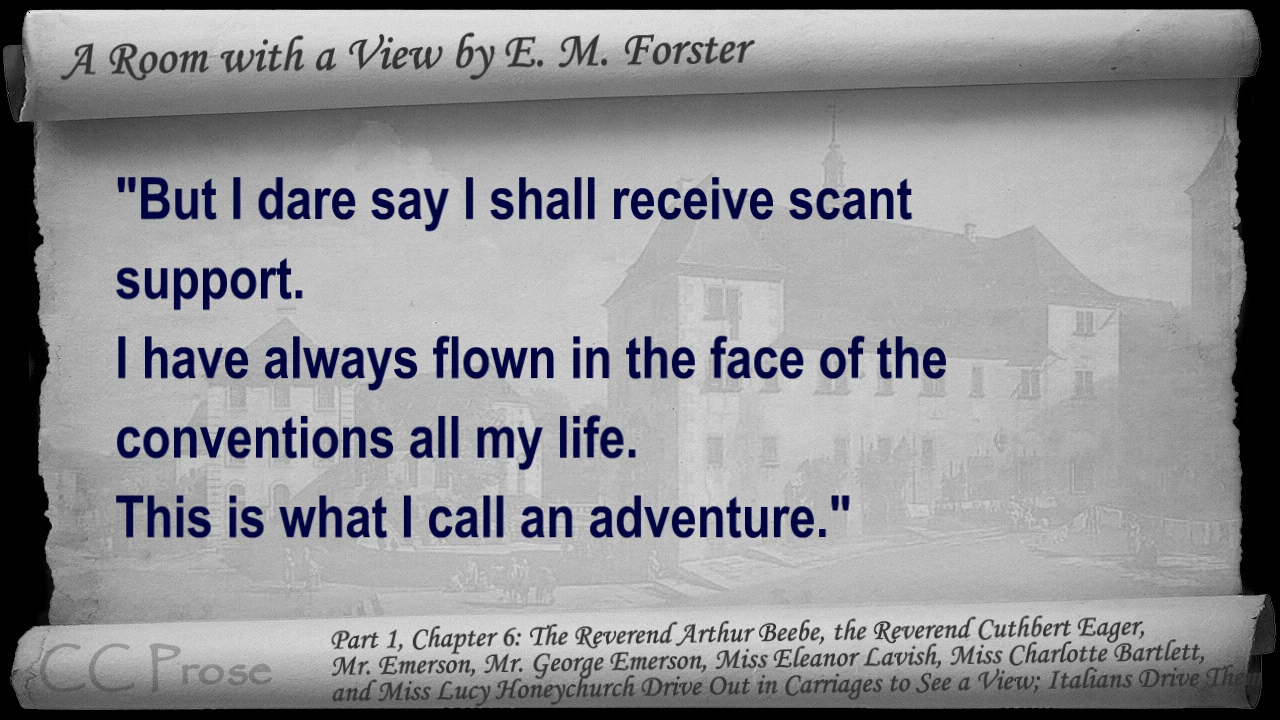 A Room with a View by E. M. Forster
"But I dare say I shall receive scant
support.
I have always flown in the face of the
conventions all my life.
This is what I call an adventure."
CC Prose
Part 1, Chapter 6: The Reverend Arthur Beebe, the Reverend Cuthbert Eager,
Mr. Emerson, Mr. George Emerson, Miss Eleanor Lavish, Miss Charlotte Bartlett,
and Miss Lucy Honeychurch Drive Out in Carriages to See a View; Italians Drive